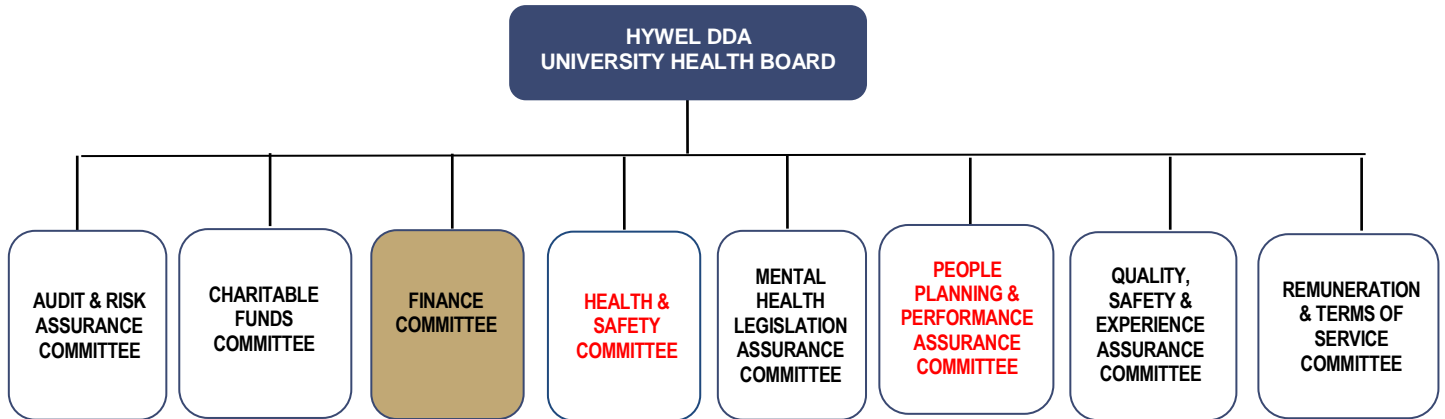 HYWEL DDA
UNIVERSITY HEALTH BOARD
AUDIT & RISK
ASSURANCE
COMMITTEE
CHARITABLE
FUNDS
COMMITTEE
FINANCE
COMMITTEE
HEALTH &
SAFETY
COMMITTEE
MENTAL
HEALTH
LEGISLATION
ASSURANCE
COMMITTEE
PEOPLE
PLANNING &
PERFORMANCE
ASSURANCE
COMMITTEE
QUALITY,
SAFETY &
EXPERIENCE
ASSURANCE
COMMITTEE
REMUNERATION
& TERMS OF
SERVICE
COMMITTEE